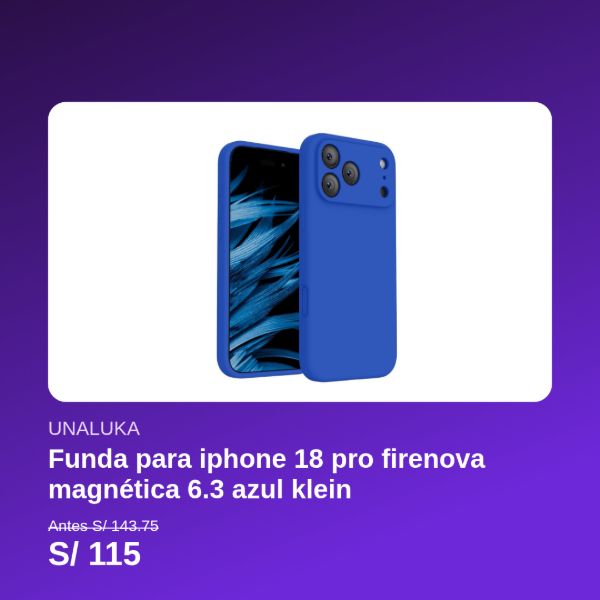 UNALUKA
Funda para iphone 18 pro firenova
magnética 6.3 azul klein
Antes S/ 143.75
S/ 115